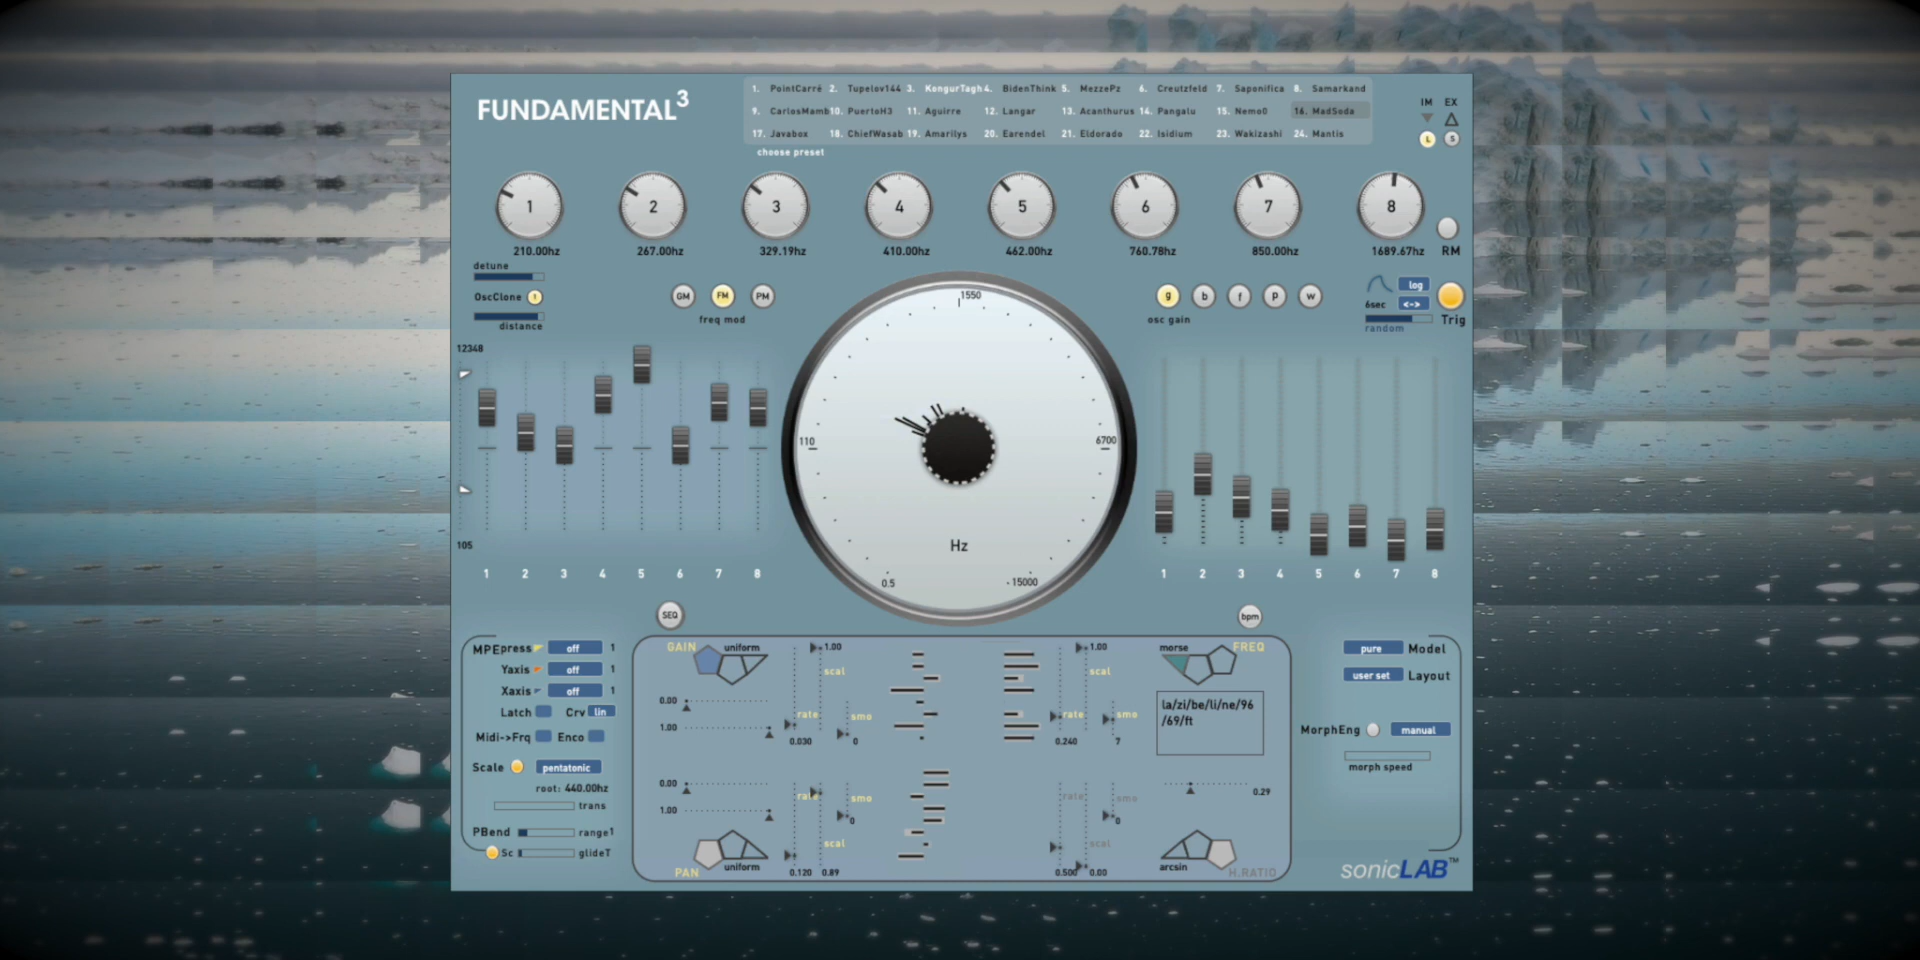 FUNDAMENTAL³
1. PointCarré 2. Tupelov144 3. KongurTagh 4. BidenThink 5. MezzePz 6. Creutzfeld 7. Saponifica 8. Samarkand
9. CarlosMamb 10. PuertoH3 11. Aguirre 12. Langar 13. Acanthurus 14. Pangalu 15. Nemo0 16. MadSoda
17. Javabox 18. ChiefWasab 19. Amarilys 20. Earendel 21. Eldorado 22. Isidium 23. Wakizashi 24. Mantis
choose preset
IM EX
L S
1 2 3 4 5 6 7 8
210.00hz 267.00hz 329.19hz 410.00hz 462.00hz 760.78hz 850.00hz 1689.67hz RM
detune
OscClone 1
distance
GM FM PM
freq mod
g b f p w
osc gain
log
6sec <->
random
Trig
12348
105
1 2 3 4 5 6 7 8
1550
110
6700
Hz
0.5
15000
1 2 3 4 5 6 7 8
SEQ
bpm
MPEpress off 1
Yaxis off 1
Xaxis off 1
Latch Crv lin
Midi->Frq Enco
Scale pentatonic
root: 440.00hz
trans
PBend range1
Sc glideT
GAIN uniform
1.00
scal
0.00
1.00
rate
0.030
smo
0
0.00
1.00
rate
smo
0
scal
0.120 0.89
PAN uniform
1.00
scal
rate
0.240
smo
7
morse FREQ
la/zi/be/li/ne/96
/69/ft
rate
smo
0
scal
0.500 0.00
0.29
arcsin H.RATIO
pure Model
user set Layout
MorphEng manual
morph speed
sonicLAB™